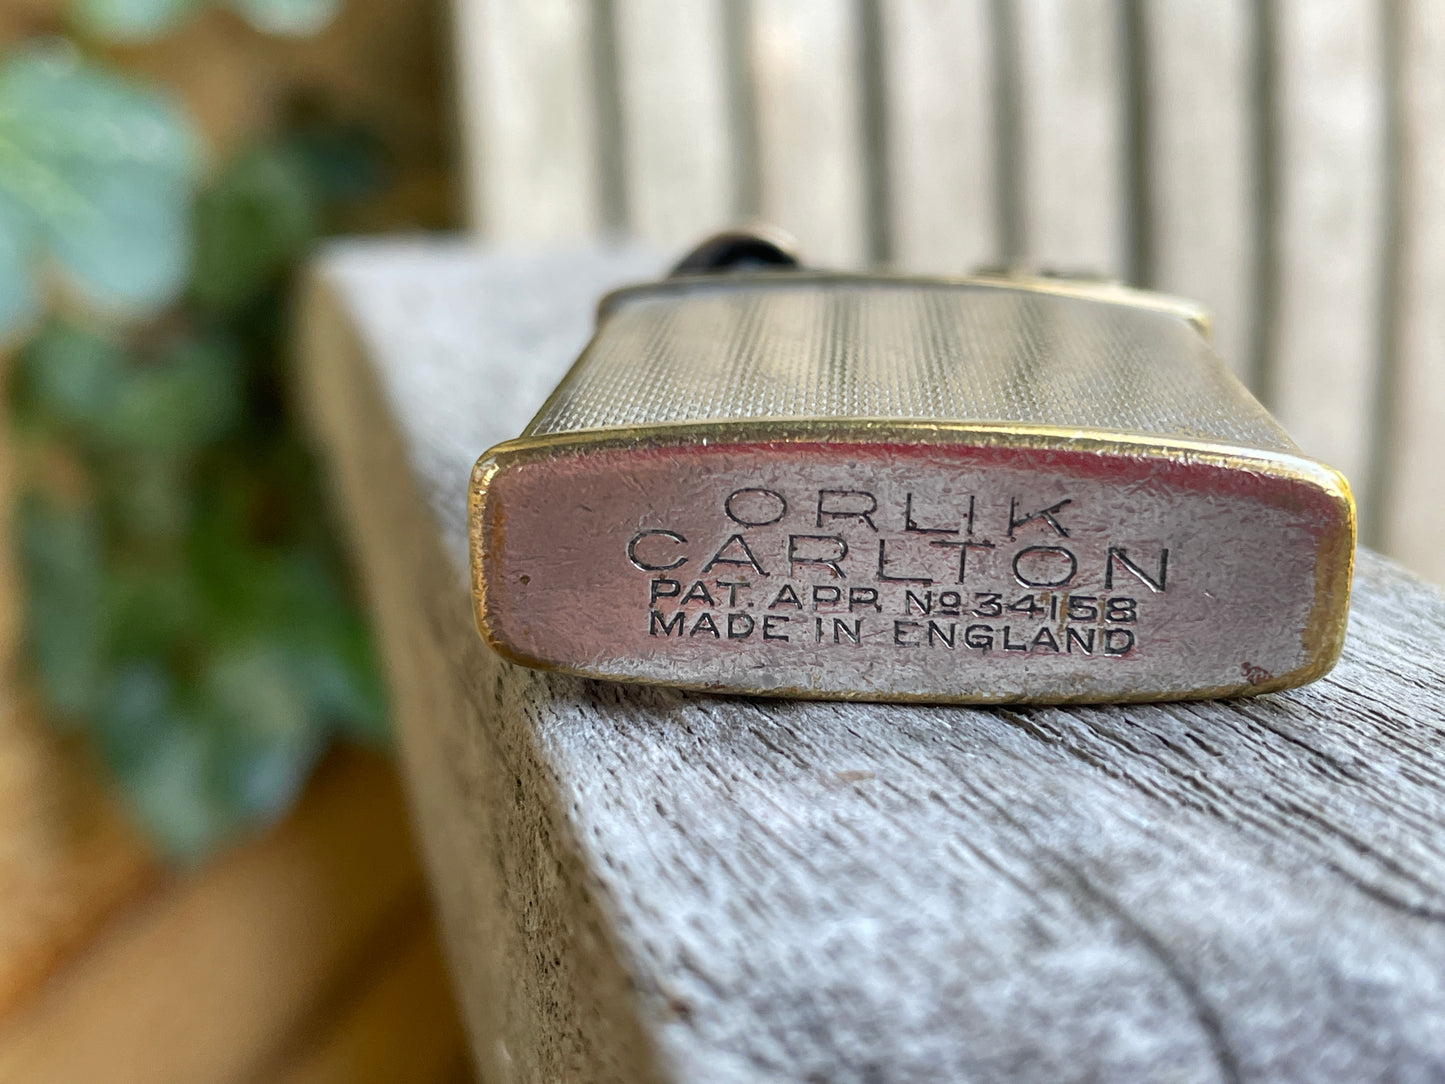 ORLIK
CARLTON
PAT. APP. No 34158
MADE IN ENGLAND